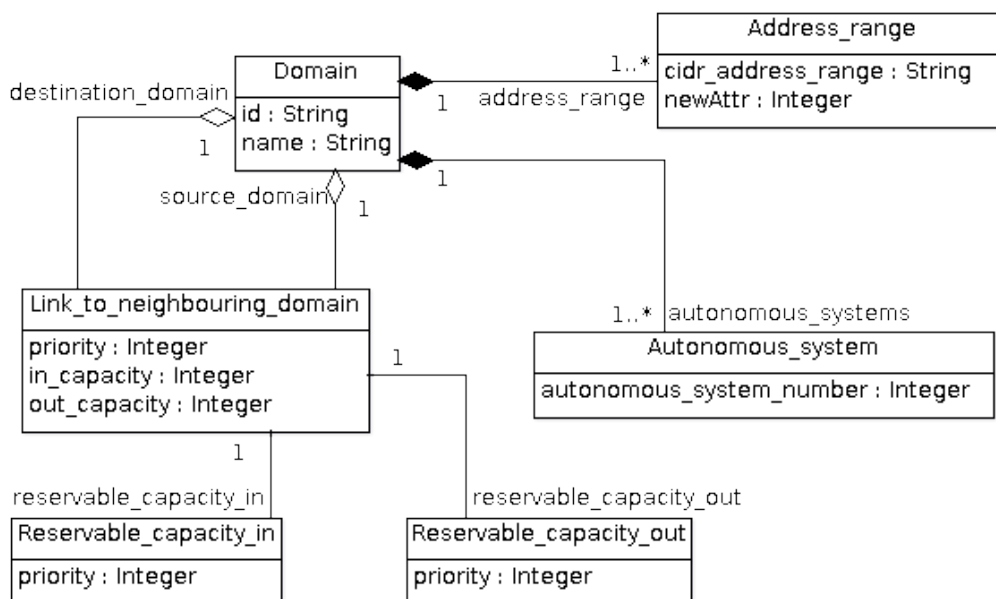 Address_range
cidr_address_range : String
newAttr : Integer
1..*
1
address_range
Domain
id : String
name : String
destination_domain
1
source_domain
1
1
1..*
autonomous_systems
Autonomous_system
autonomous_system_number : Integer
Link_to_neighbouring_domain
priority : Integer
in_capacity : Integer
out_capacity : Integer
1
1
reservable_capacity_in
reservable_capacity_out
Reservable_capacity_in
priority : Integer
Reservable_capacity_out
priority : Integer